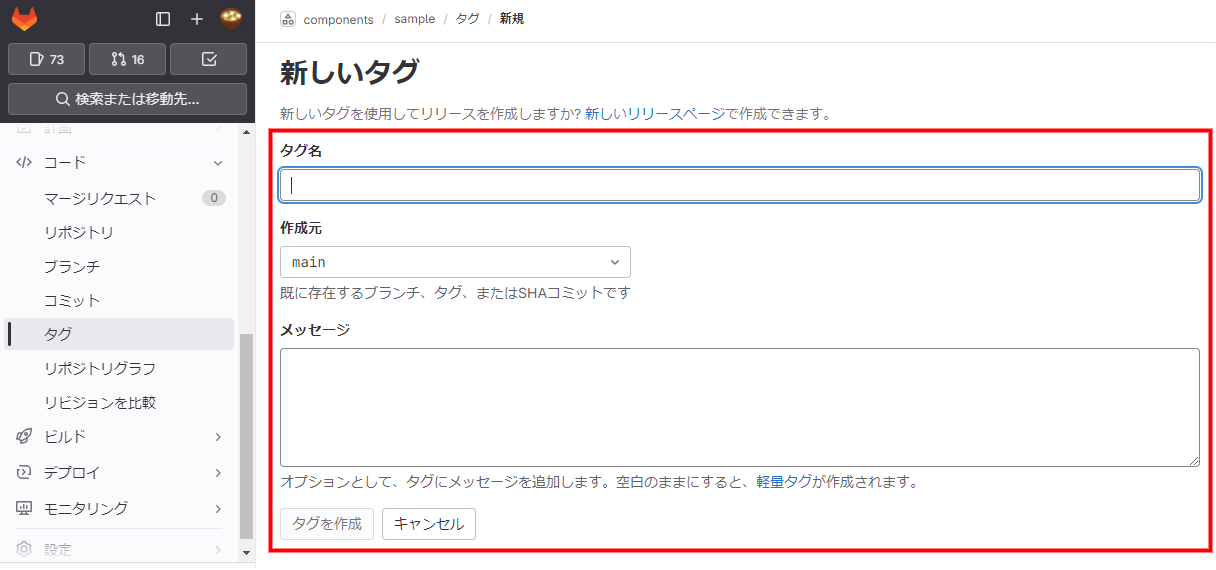 components / sample / タグ / 新規
73
16
検索または移動先...
計画
コード
マージリクエスト 0
リポジトリ
ブランチ
コミット
タグ
リポジトリグラフ
リビジョンを比較
ビルド
デプロイ
モニタリング
設定
新しいタグ
新しいタグを使用してリリースを作成しますか? 新しいリリースページで作成できます。
タグ名
作成元
main
既に存在するブランチ、タグ、またはSHAコミットです
メッセージ
オプションとして、タグにメッセージを追加します。空白のままにすると、軽量タグが作成されます。
タグを作成 キャンセル